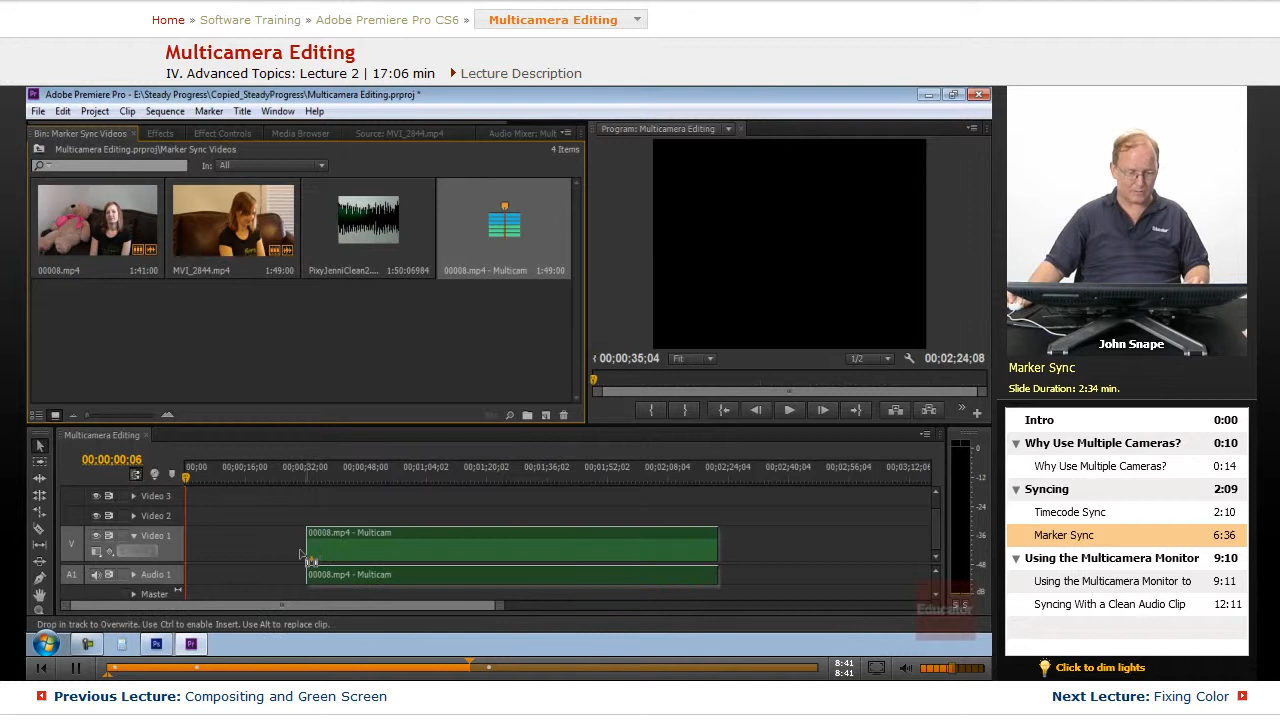 Home » Software Training » Adobe Premiere Pro CS6 » Multicamera Editing
Multicamera Editing
IV. Advanced Topics: Lecture 2 | 17:06 min Lecture Description
Adobe Premiere Pro - E:\Steady Progress\Copied_SteadyProgress\Multicamera Editing.prproj *
File Edit Project Clip Sequence Marker Title Window Help
Bin: Marker Sync Videos Effects Effect Controls Media Browser Source: MVI_2844.mp4 Audio Mixer: Mult
Program: Multicamera Editing
Multicamera Editing.prproj\Marker Sync Videos 4 Items
In: All
00008.mp4 1:41:00 MVI_2844.mp4 1:49:00 PixyJenniClean2.... 1:50:06984 00008.mp4 - Multicam 1:49:00
Educator
John Snape
00;00;35;04 Fit 1/2 00;02;24;08
Marker Sync
Slide Duration: 2:34 min.
Intro 0:00
Why Use Multiple Cameras? 0:10
Why Use Multiple Cameras? 0:14
Syncing 2:09
Timecode Sync 2:10
Marker Sync 6:36
Using the Multicamera Monitor 9:10
Using the Multicamera Monitor to 9:11
Syncing With a Clean Audio Clip 12:11
Multicamera Editing
00;00;00;06
00;00 00;00;16;00 00;00;32;00 00;00;48;00 00;01;04;02 00;01;20;02 00;01;36;02 00;01;52;02 00;02;08;04 00;02;24;04 00;02;40;04 00;02;56;04 00;03;12;06
0
-12
-24
-36
-48
dB
S S
Video 3
Video 2
V Video 1
00008.mp4 - Multicam
A1 Audio 1
00008.mp4 - Multicam
Master
Educator
Drop in track to Overwrite. Use Ctrl to enable Insert. Use Alt to replace clip.
Ps Pr
8:41
8:41
Click to dim lights
Previous Lecture: Compositing and Green Screen
Next Lecture: Fixing Color